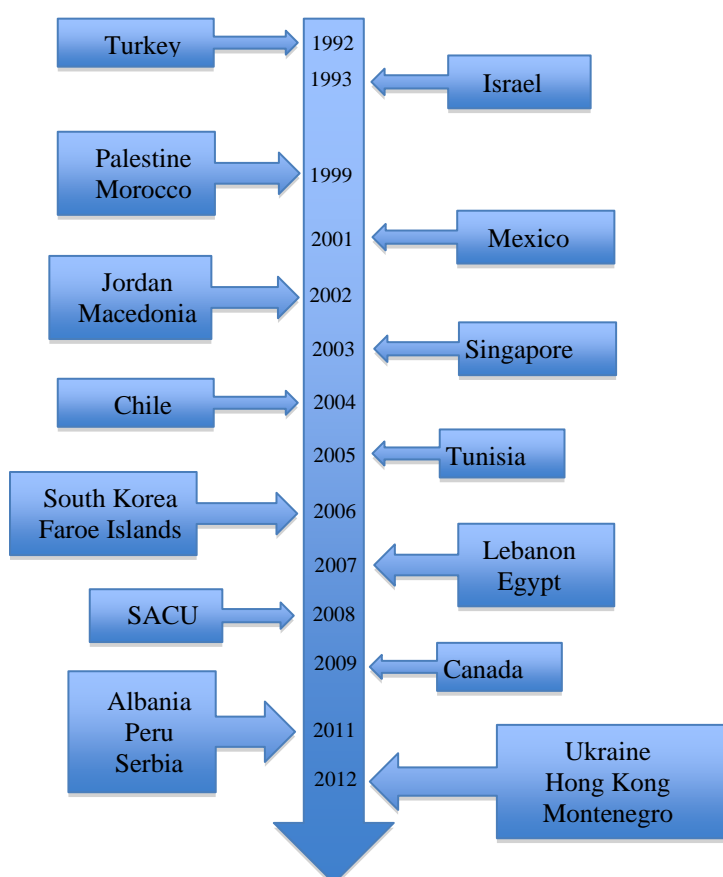 Turkey
1992
1993
Israel
Palestine
Morocco
1999
2001
Mexico
Jordan
Macedonia
2002
2003
Singapore
Chile
2004
2005
Tunisia
South Korea
Faroe Islands
2006
2007
Lebanon
Egypt
SACU
2008
2009
Canada
Albania
Peru
Serbia
2011
2012
Ukraine
Hong Kong
Montenegro